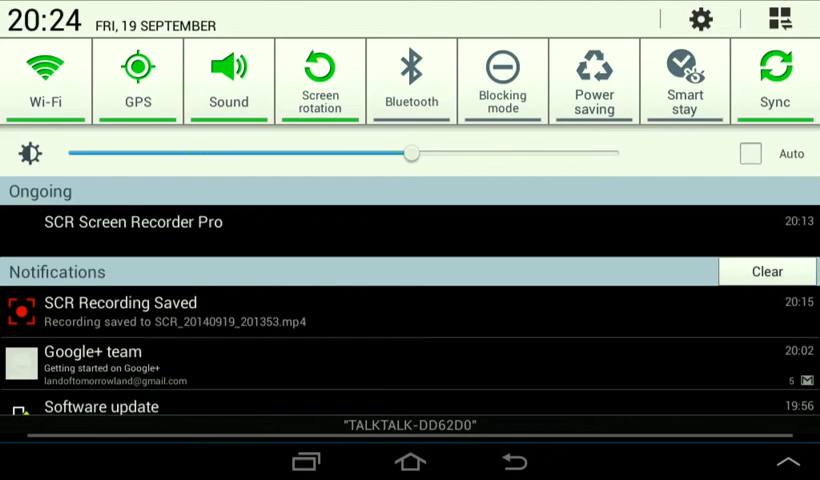 20:24 FRI, 19 SEPTEMBER
Wi-Fi
GPS
Sound
Screen
rotation
Bluetooth
Blocking
mode
Power
saving
Smart
stay
Sync
Auto
Ongoing
SCR Screen Recorder Pro 20:13
Notifications Clear
SCR Recording Saved 20:15
Recording saved to SCR_20140919_201353.mp4
Google+ team 20:02
Getting started on Google+
landoftomorrowland@gmail.com 5
Software update 19:56
"TALKTALK-DD62D0"